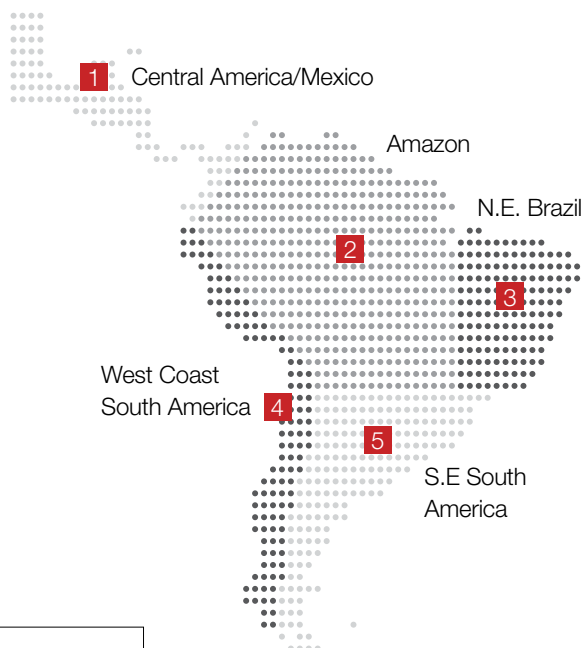 1 Central America/Mexico
Amazon
N.E. Brazil
2
3
West Coast
South America 4
5
S.E South
America